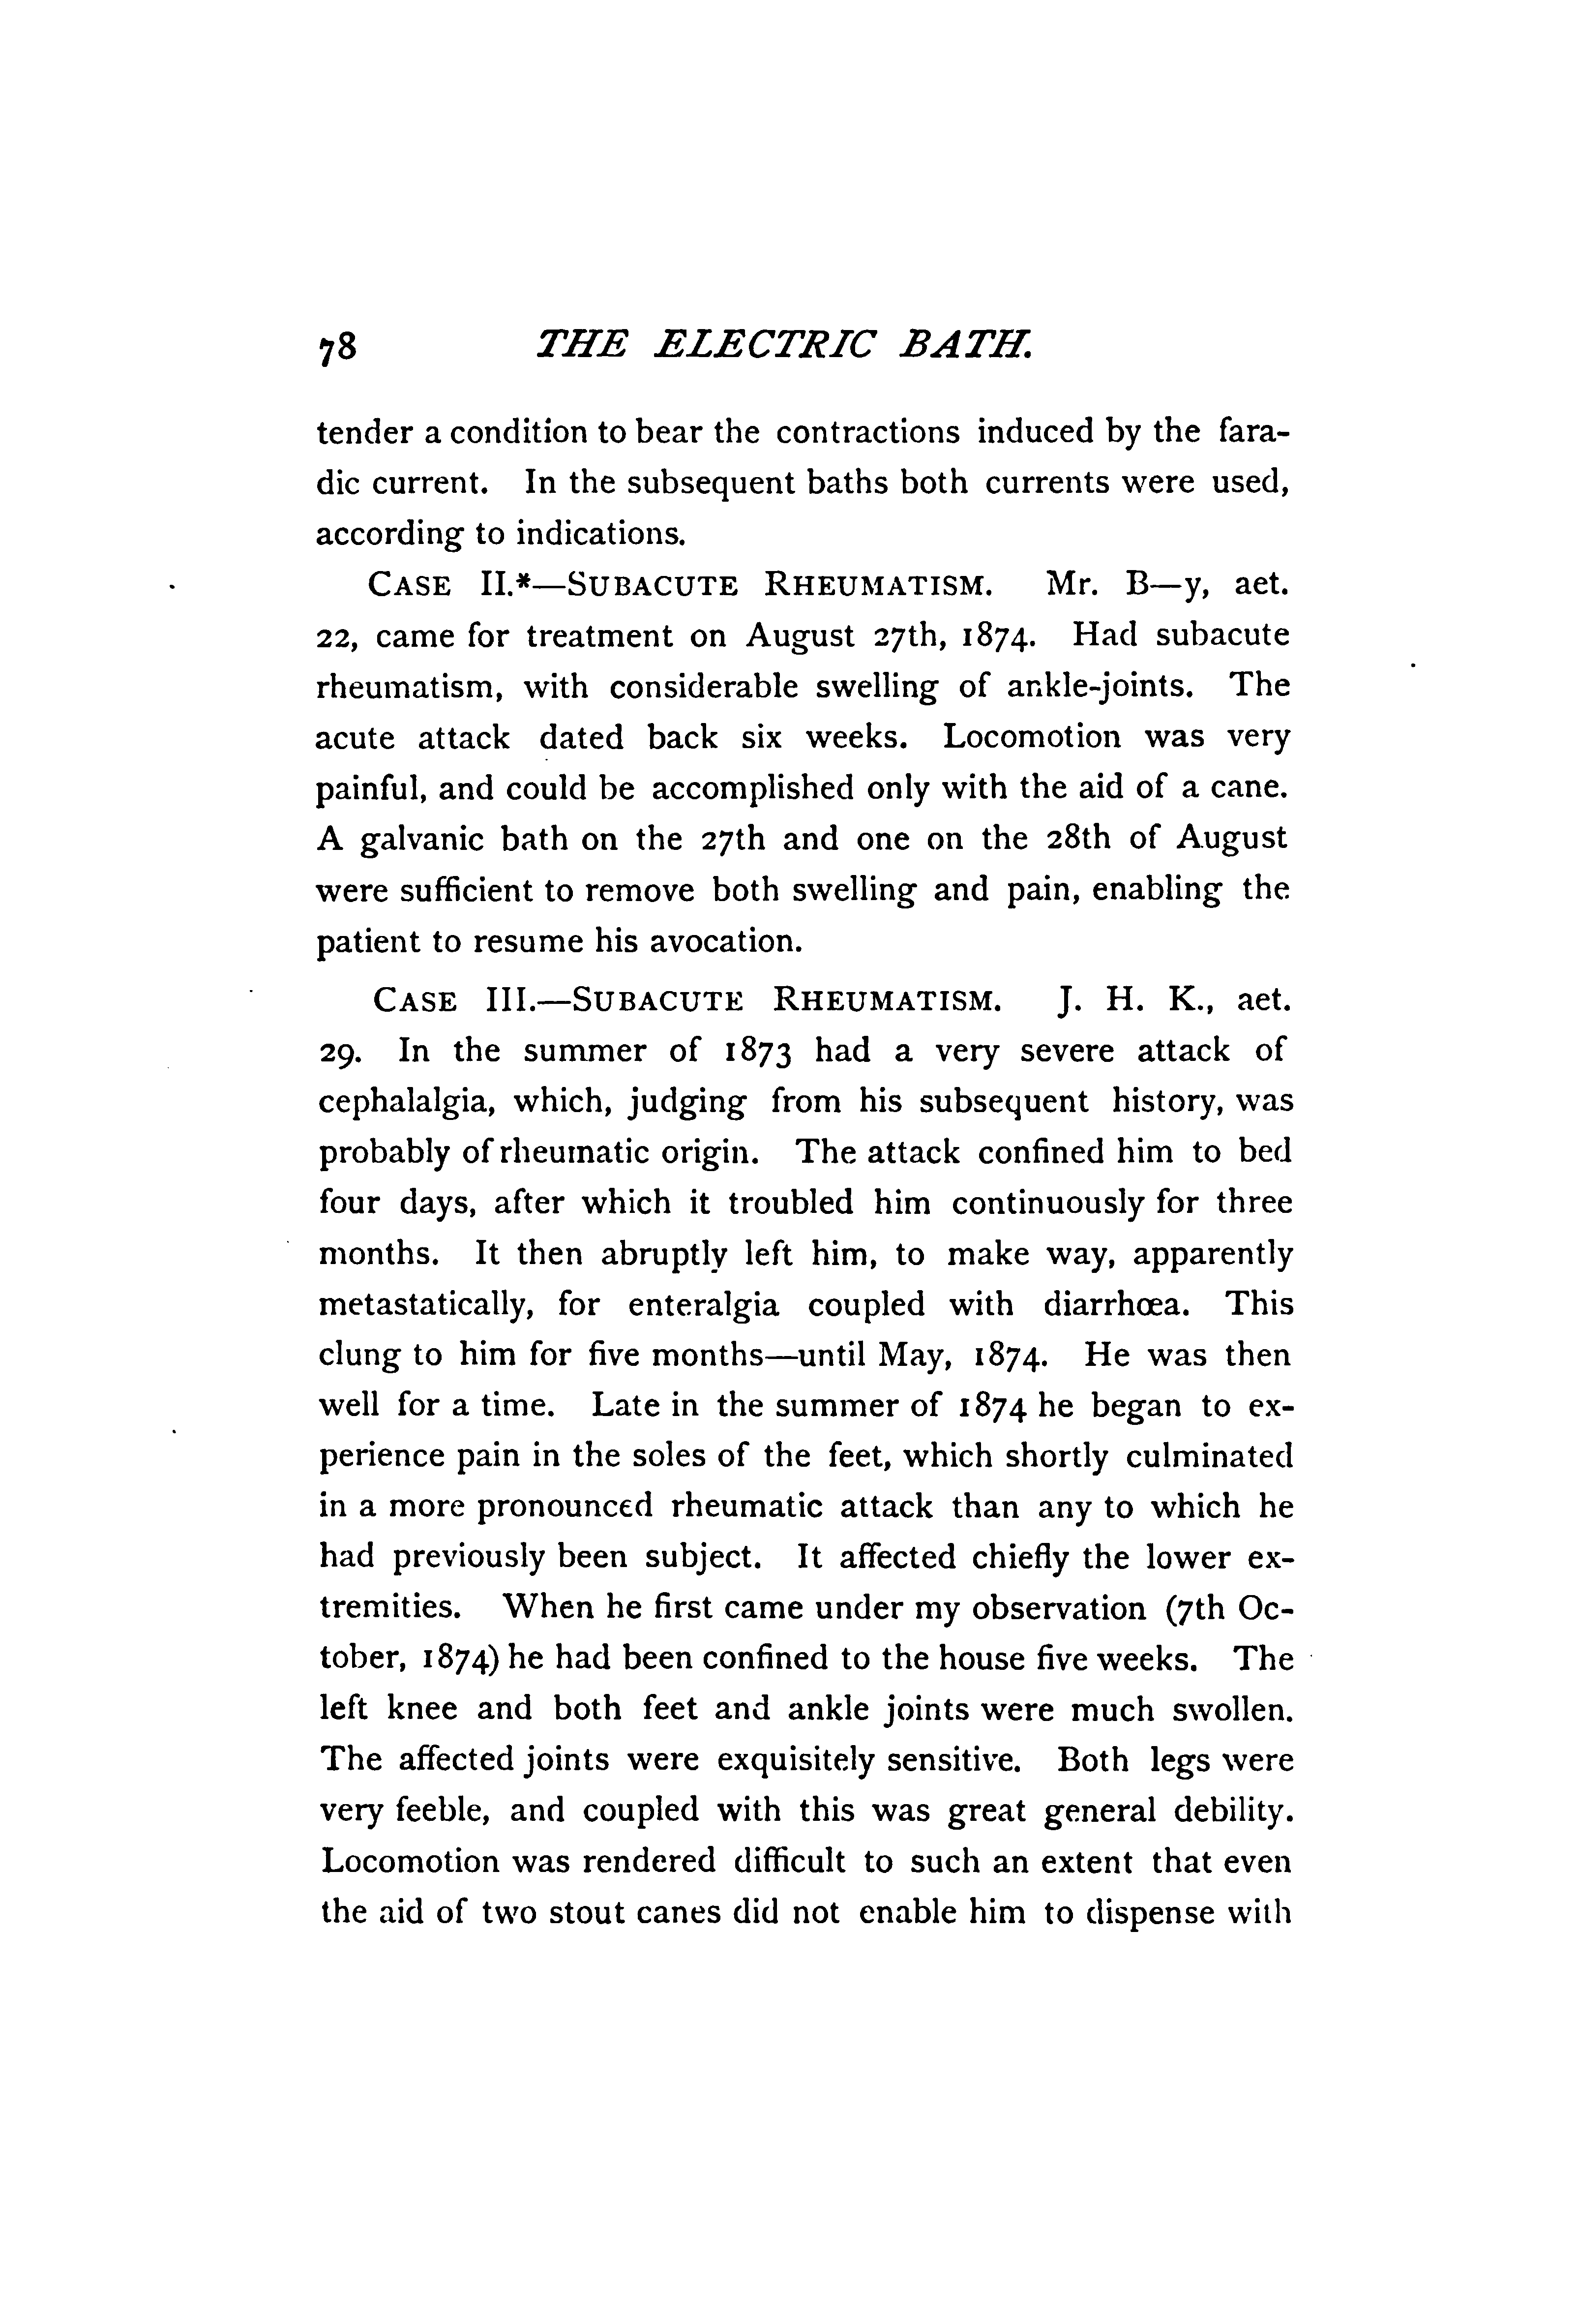 78 THE ELECTRIC BATH.
tender a condition to bear the contractions induced by the fara-
dic current. In the subsequent baths both currents were used,
according to indications.
CASE II.*—SUBACUTE RHEUMATISM. Mr. B—y, aet.
22, came for treatment on August 27th, 1874. Had subacute
rheumatism, with considerable swelling of ankle-joints. The
acute attack dated back six weeks. Locomotion was very
painful, and could be accomplished only with the aid of a cane.
A galvanic bath on the 27th and one on the 28th of August
were sufficient to remove both swelling and pain, enabling the
patient to resume his avocation.
CASE III.—SUBACUTE RHEUMATISM. J. H. K., aet.
29. In the summer of 1873 had a very severe attack of
cephalalgia, which, judging from his subsequent history, was
probably of rheumatic origin. The attack confined him to bed
four days, after which it troubled him continuously for three
months. It then abruptly left him, to make way, apparently
metastatically, for enteralgia coupled with diarrhœa. This
clung to him for five months—until May, 1874. He was then
well for a time. Late in the summer of 1874 he began to ex-
perience pain in the soles of the feet, which shortly culminated
in a more pronounced rheumatic attack than any to which he
had previously been subject. It affected chiefly the lower ex-
tremities. When he first came under my observation (7th Oc-
tober, 1874) he had been confined to the house five weeks. The
left knee and both feet and ankle joints were much swollen.
The affected joints were exquisitely sensitive. Both legs were
very feeble, and coupled with this was great general debility.
Locomotion was rendered difficult to such an extent that even
the aid of two stout canes did not enable him to dispense with